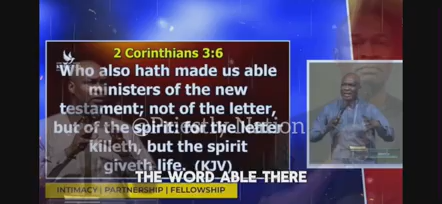 2 Corinthians 3:6
Who also hath made us able
ministers of the new
testament; not of the letter,
but of the spirit: for the letter
killeth, but the spirit
giveth life. (KJV)
@Priestly Nation
THE WORD ABLE THERE
INTIMACY | PARTNERSHIP | FELLOWSHIP